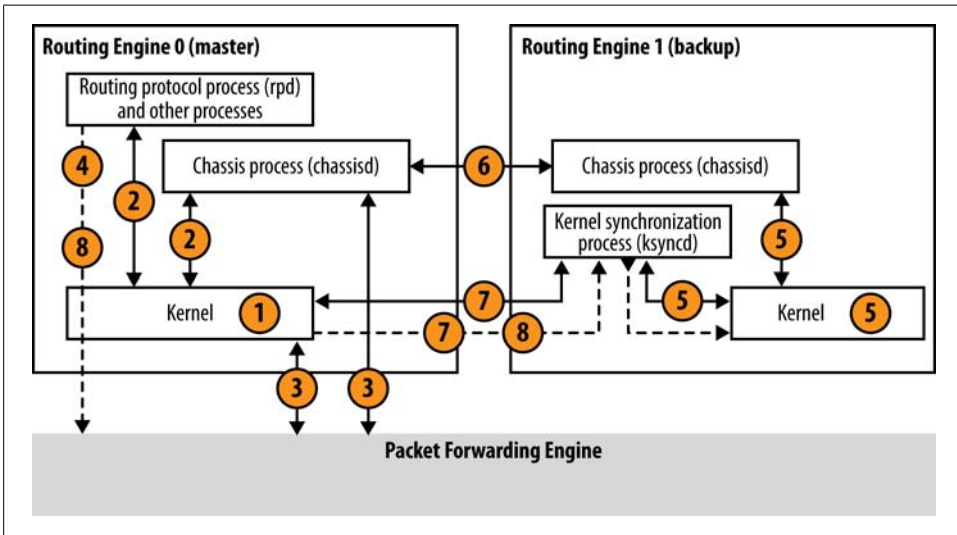 Routing Engine 0 (master)
Routing Engine 1 (backup)
Routing protocol process (rpd)
and other processes
4
2
8
Chassis process (chassisd)
2
6
Chassis process (chassisd)
Kernel synchronization
process (ksyncd)
5
Kernel 1
7
7
8
5
Kernel 5
3
3
Packet Forwarding Engine